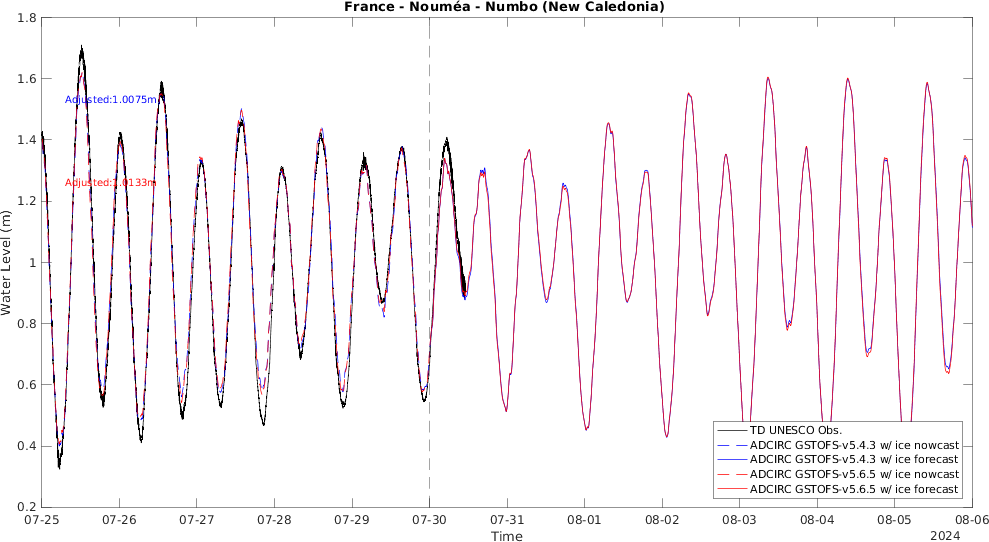 France - Nouméa - Numbo (New Caledonia)
1.8
1.6
1.4
1.2
1
0.8
0.6
0.4
0.2
Water Level (m)
Adjusted:1.0075m
Adjusted:1.0133m
TD UNESCO Obs.
ADCIRC GSTOFS-v5.4.3 w/ ice nowcast
ADCIRC GSTOFS-v5.4.3 w/ ice forecast
ADCIRC GSTOFS-v5.6.5 w/ ice nowcast
ADCIRC GSTOFS-v5.6.5 w/ ice forecast
07-25 07-26 07-27 07-28 07-29 07-30 07-31 08-01 08-02 08-03 08-04 08-05 08-06
Time
2024